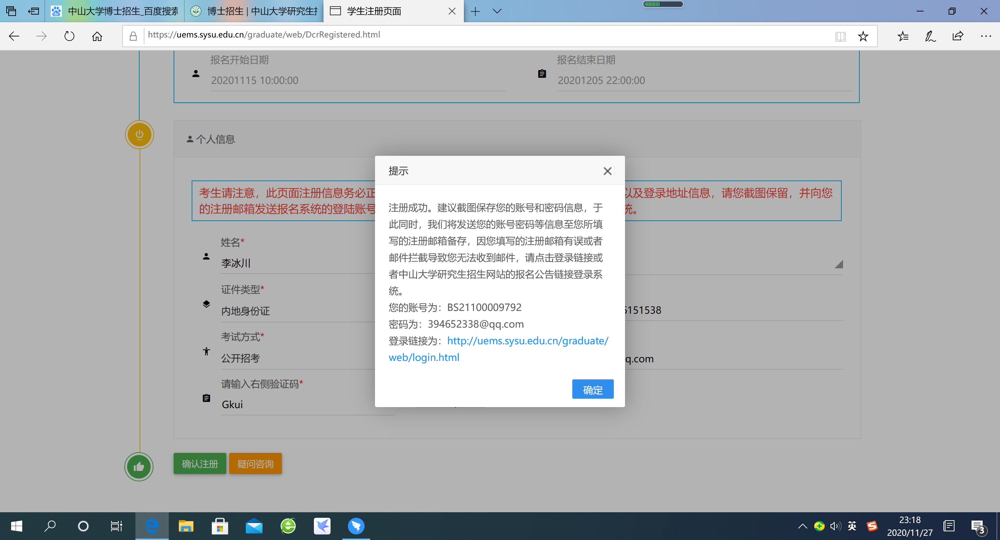 中山大学博士招生_百度搜索
博士招生 | 中山大学研究生招
学生注册页面
https://uems.sysu.edu.cn/graduate/web/DcrRegistered.html
报名开始日期
报名结束日期
20201115 10:00:00
20201205 22:00:00
个人信息
考生请注意，此页面注册信息务必正
以及登录地址信息，请您截图保留，并向您
的注册邮箱发送报名系统的登陆账号
统。
提示
注册成功。建议截图保存您的账号和密码信息，于
此同时，我们将发送您的账号密码等信息至您所填
写的注册邮箱备存，因您填写的注册邮箱有误或者
邮件拦截导致您无法收到邮件，请点击登录链接或
者中山大学研究生招生网站的报名公告链接登录系
统。
您的账号为：BS21100009792
密码为：394652338@qq.com
登录链接为：http://uems.sysu.edu.cn/graduate/
web/login.html
确定
姓名*
李冰川
证件类型*
内地身份证
5151538
考试方式*
公开招考
q.com
请输入右侧验证码*
Gkui
确认注册
疑问咨询
英
23:18
2020/11/27
3